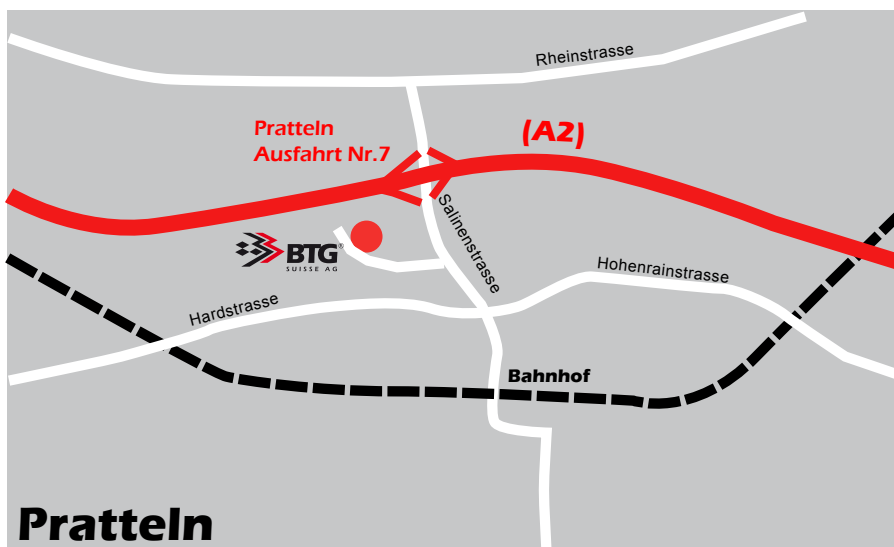 Rheinstrasse
(A2)
Pratteln
Ausfahrt Nr.7
Salinenstrasse
BTG®
SUISSE AG
Hohenrainstrasse
Hardstrasse
Bahnhof
Pratteln